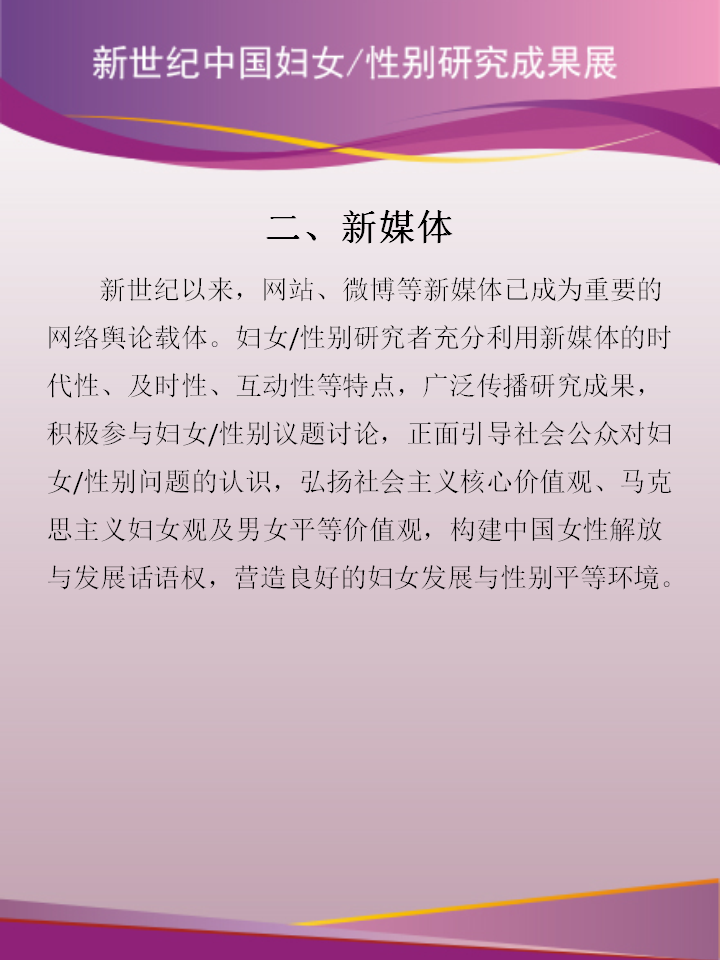 新世纪中国妇女/性别研究成果展
二、新媒体
新世纪以来，网站、微博等新媒体已成为重要的
网络舆论载体。妇女/性别研究者充分利用新媒体的时
代性、及时性、互动性等特点，广泛传播研究成果，
积极参与妇女/性别议题讨论，正面引导社会公众对妇
女/性别问题的认识，弘扬社会主义核心价值观、马克
思主义妇女观及男女平等价值观，构建中国女性解放
与发展话语权，营造良好的妇女发展与性别平等环境。